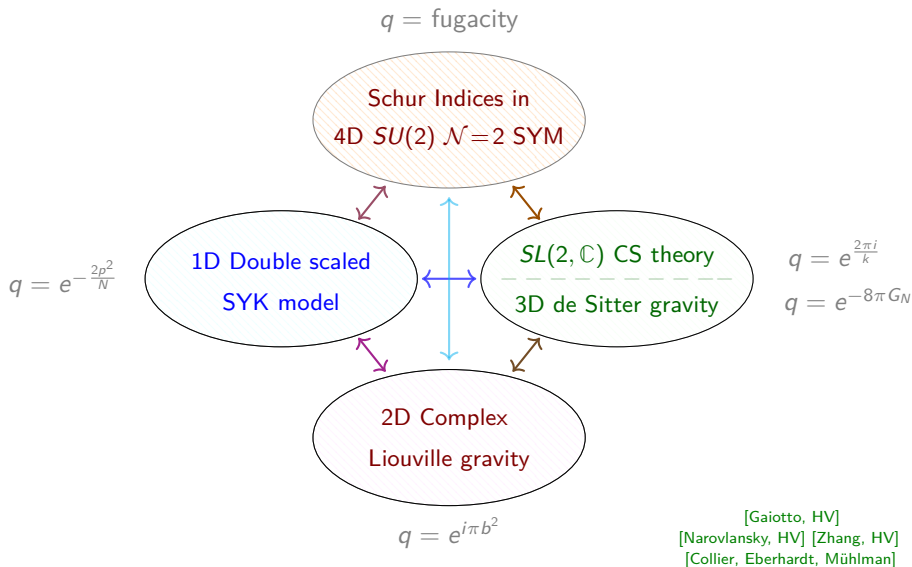 q = fugacity
Schur Indices in
4D SU(2) 𝒩=2 SYM
1D Double scaled
SYK model
q = e^{-\frac{2p^2}{N}}
SL(2, ℂ) CS theory
3D de Sitter gravity
q = e^{\frac{2πi}{k}}
q = e^{-8πG_N}
2D Complex
Liouville gravity
q = e^{iπb^2}
[Gaiotto, HV]
[Narovlansky, HV] [Zhang, HV]
[Collier, Eberhardt, Mühlman]